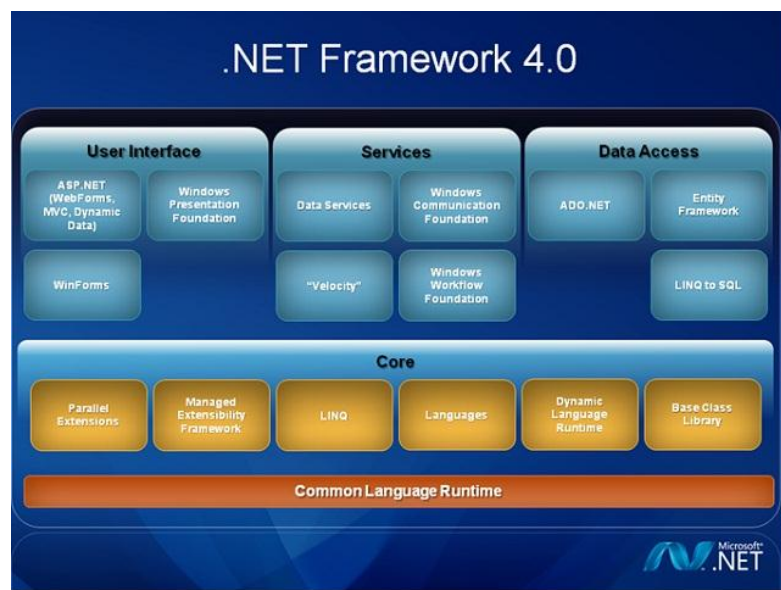 .NET Framework 4.0
User Interface
ASP.NET
(WebForms,
MVC, Dynamic
Data)
Windows
Presentation
Foundation
WinForms
Services
Data Services
Windows
Communication
Foundation
"Velocity"
Windows
Workflow
Foundation
Data Access
ADO.NET
Entity
Framework
LINQ to SQL
Core
Parallel
Extensions
Managed
Extensibility
Framework
LINQ
Languages
Dynamic
Language
Runtime
Base Class
Library
Common Language Runtime
Microsoft®
.NET